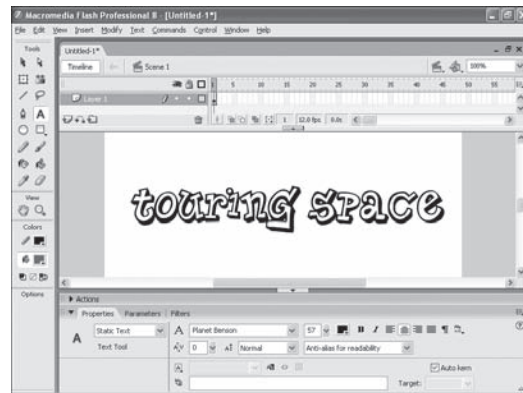 Macromedia Flash Professional 8 - [Untitled-1*]
File Edit View Insert Modify Text Commands Control Window Help
Tools
Untitled-1*
Timeline Scene 1 100%
1 5 10 15 20 25 30 35 40 45 50 55
Layer 1
1 12.0 fps 0.0s
View
Colors
Options
touring space
Actions
Properties Parameters Filters
A Static Text A Planet Benson 57 B I
Text Tool A V 0 Normal Anti-alias for readability
Auto kern
Target: